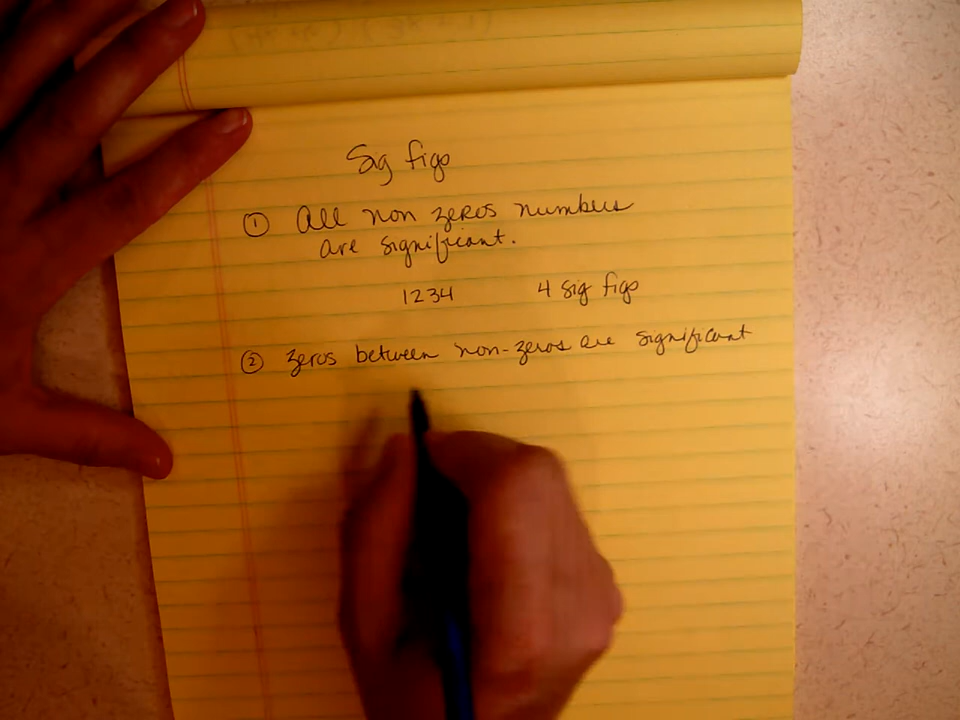 Sig figs
① All non zeros numbers
are significant.
1234 4 sig figs
② zeros between non-zeros are significant